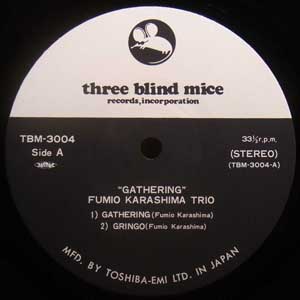 three blind mice
records, incorporation
TBM-3004
33⅓r.p.m.
Side A
(STEREO)
(TBM-3004-A)
"GATHERING"
FUMIO KARASHIMA TRIO
1) GATHERING (Fumio Karashima)
2) GRINGO (Fumio Karashima)
MFD. BY TOSHIBA-EMI LTD. IN JAPAN